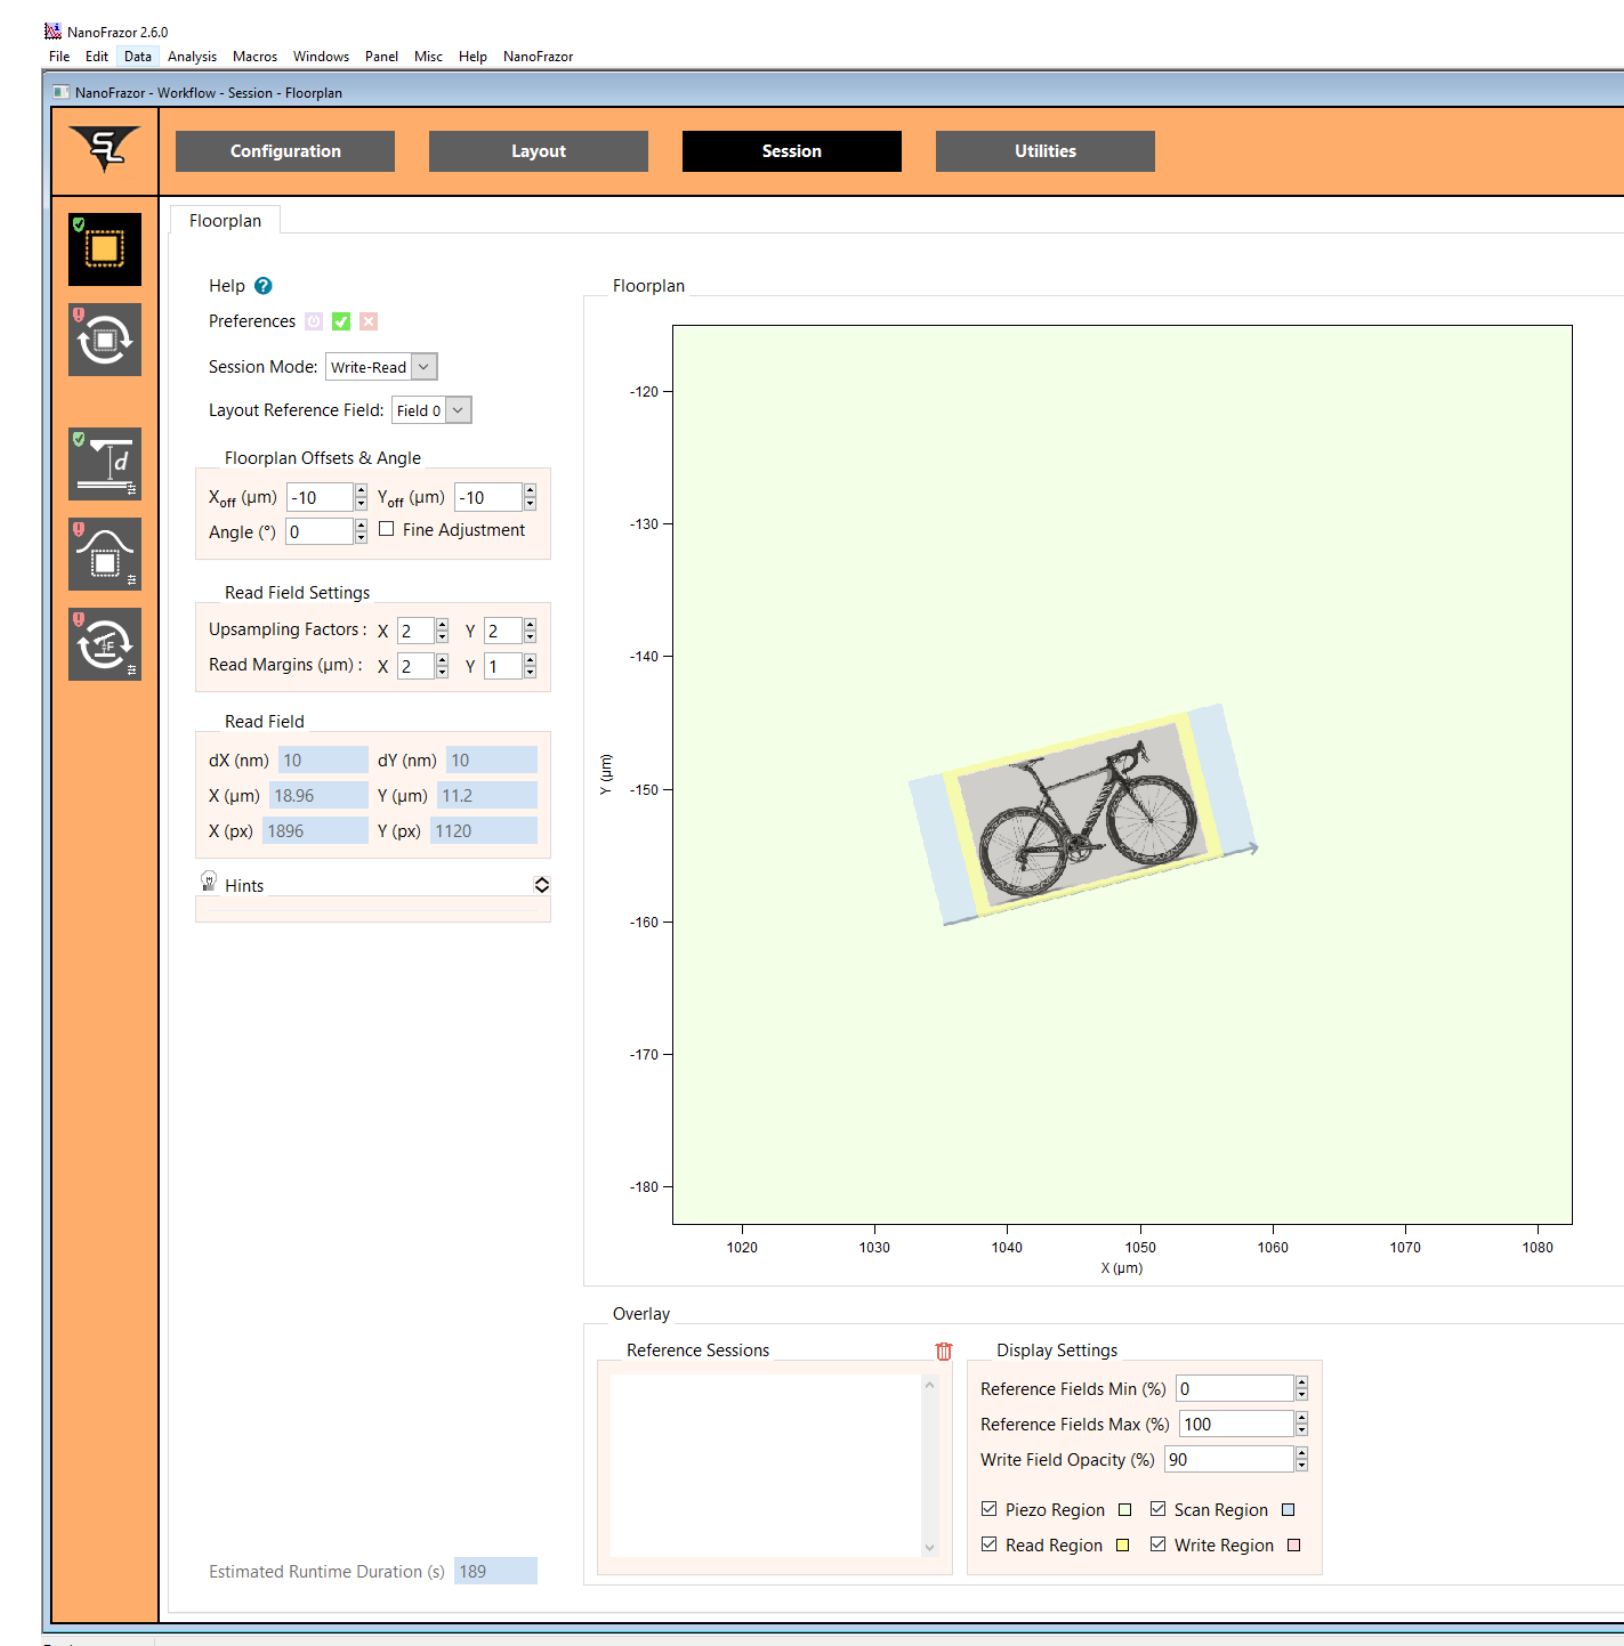 NanoFrazor 2.6.0
File Edit Data Analysis Macros Windows Panel Misc Help NanoFrazor
NanoFrazor - Workflow - Session - Floorplan
SL
Configuration Layout Session Utilities
Floorplan
Help ?
Preferences
Session Mode: Write-Read
Layout Reference Field: Field 0
Floorplan Offsets & Angle
Xoff (µm) -10 Yoff (µm) -10
Angle (°) 0 Fine Adjustment
Read Field Settings
Upsampling Factors : X 2 Y 2
Read Margins (µm) : X 2 Y 1
Read Field
dX (nm) 10 dY (nm) 10
X (µm) 18.96 Y (µm) 11.2
X (px) 1896 Y (px) 1120
Hints
Estimated Runtime Duration (s) 189
d
F
Floorplan
-120
-130
-140
-150
-160
-170
-180
Y (µm)
1020 1030 1040 1050 1060 1070 1080
X (µm)
Overlay
Reference Sessions
Display Settings
Reference Fields Min (%) 0
Reference Fields Max (%) 100
Write Field Opacity (%) 90
Piezo Region Scan Region
Read Region Write Region